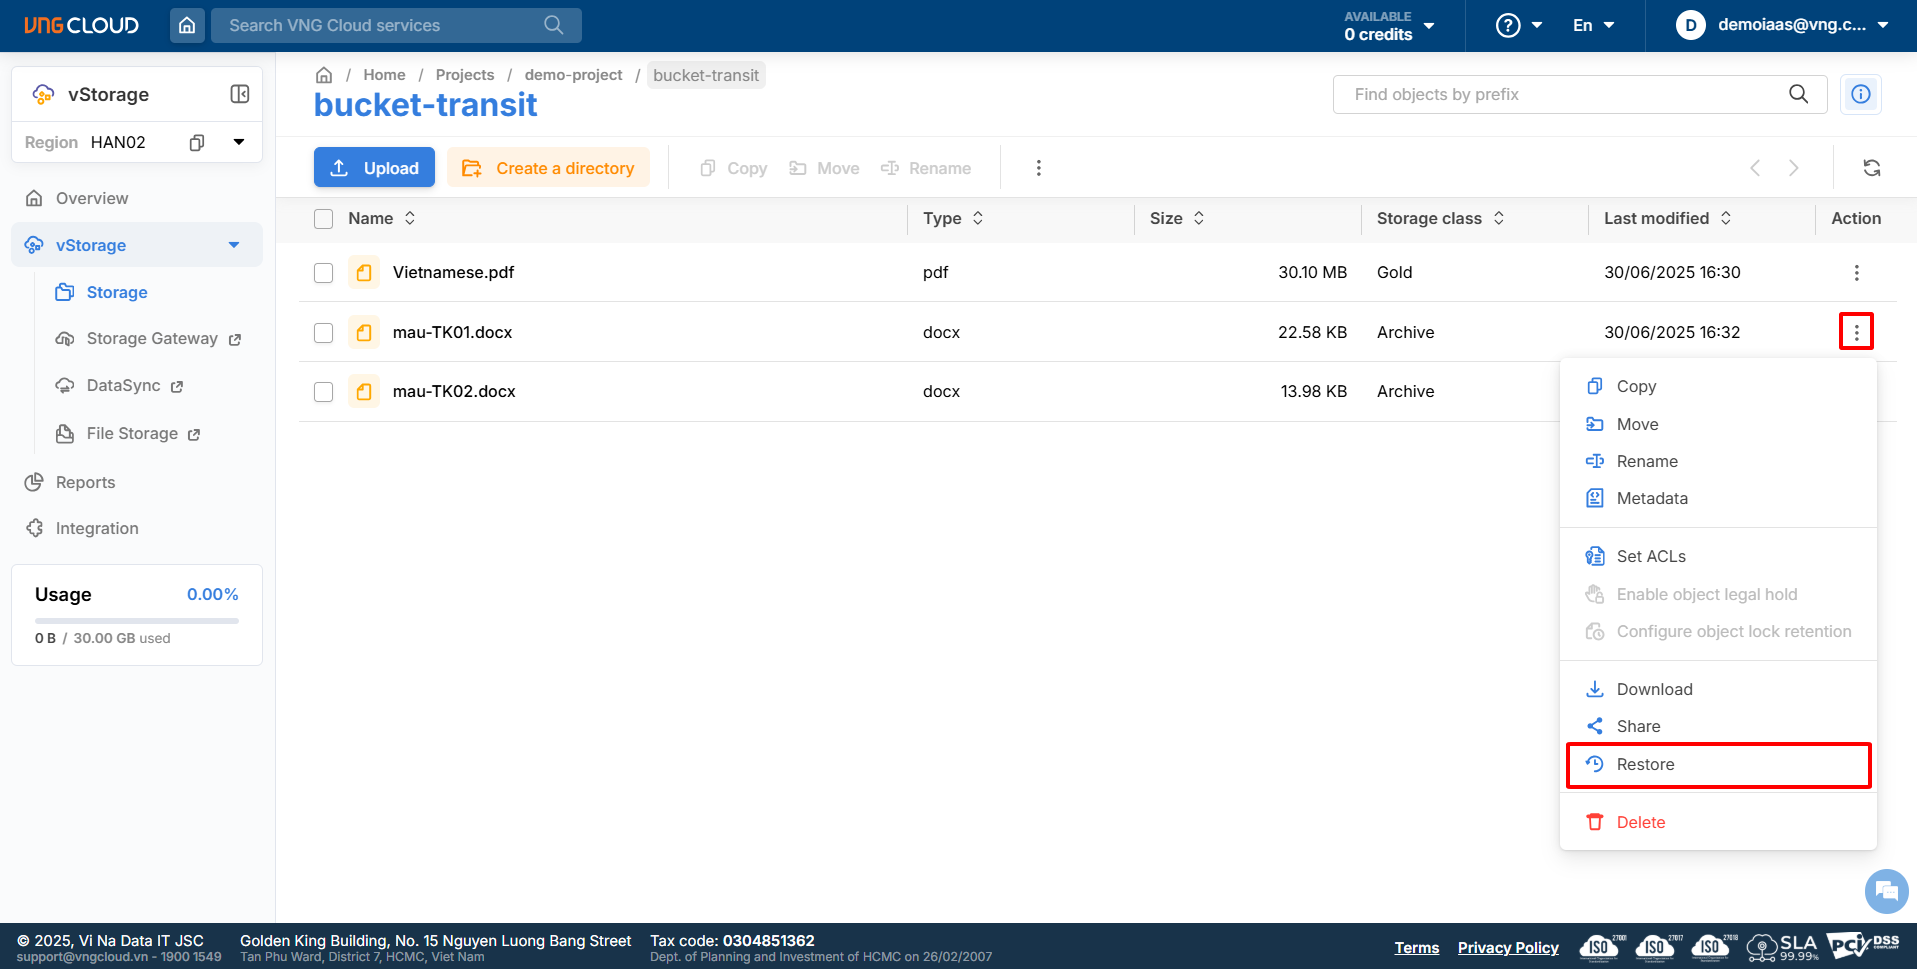 VNG CLOUD
Search VNG Cloud services
AVAILABLE
0 credits
?
En
D
demoiaas@vng.c...
vStorage
Region HAN02
Overview
vStorage
Storage
Storage Gateway
DataSync
File Storage
Reports
Integration
Usage 0.00%
0 B / 30.00 GB used
/ Home / Projects / demo-project / bucket-transit
bucket-transit
Find objects by prefix
Upload
Create a directory
Copy
Move
Rename
Name Type Size Storage class Last modified Action
Vietnamese.pdf pdf 30.10 MB Gold 30/06/2025 16:30
mau-TK01.docx docx 22.58 KB Archive 30/06/2025 16:32
mau-TK02.docx docx 13.98 KB Archive
Copy
Move
Rename
Metadata
Set ACLs
Enable object legal hold
Configure object lock retention
Download
Share
Restore
Delete
© 2025, Vi Na Data IT JSC
support@vngcloud.vn - 1900 1549
Golden King Building, No. 15 Nguyen Luong Bang Street
Tan Phu Ward, District 7, HCMC, Viet Nam
Tax code: 0304851362
Dept. of Planning and Investment of HCMC on 26/02/2007
Terms
Privacy Policy
ISO 27001
ISO 27017
ISO 27018
SLA
99.99%
PCI DSS
COMPLIANT